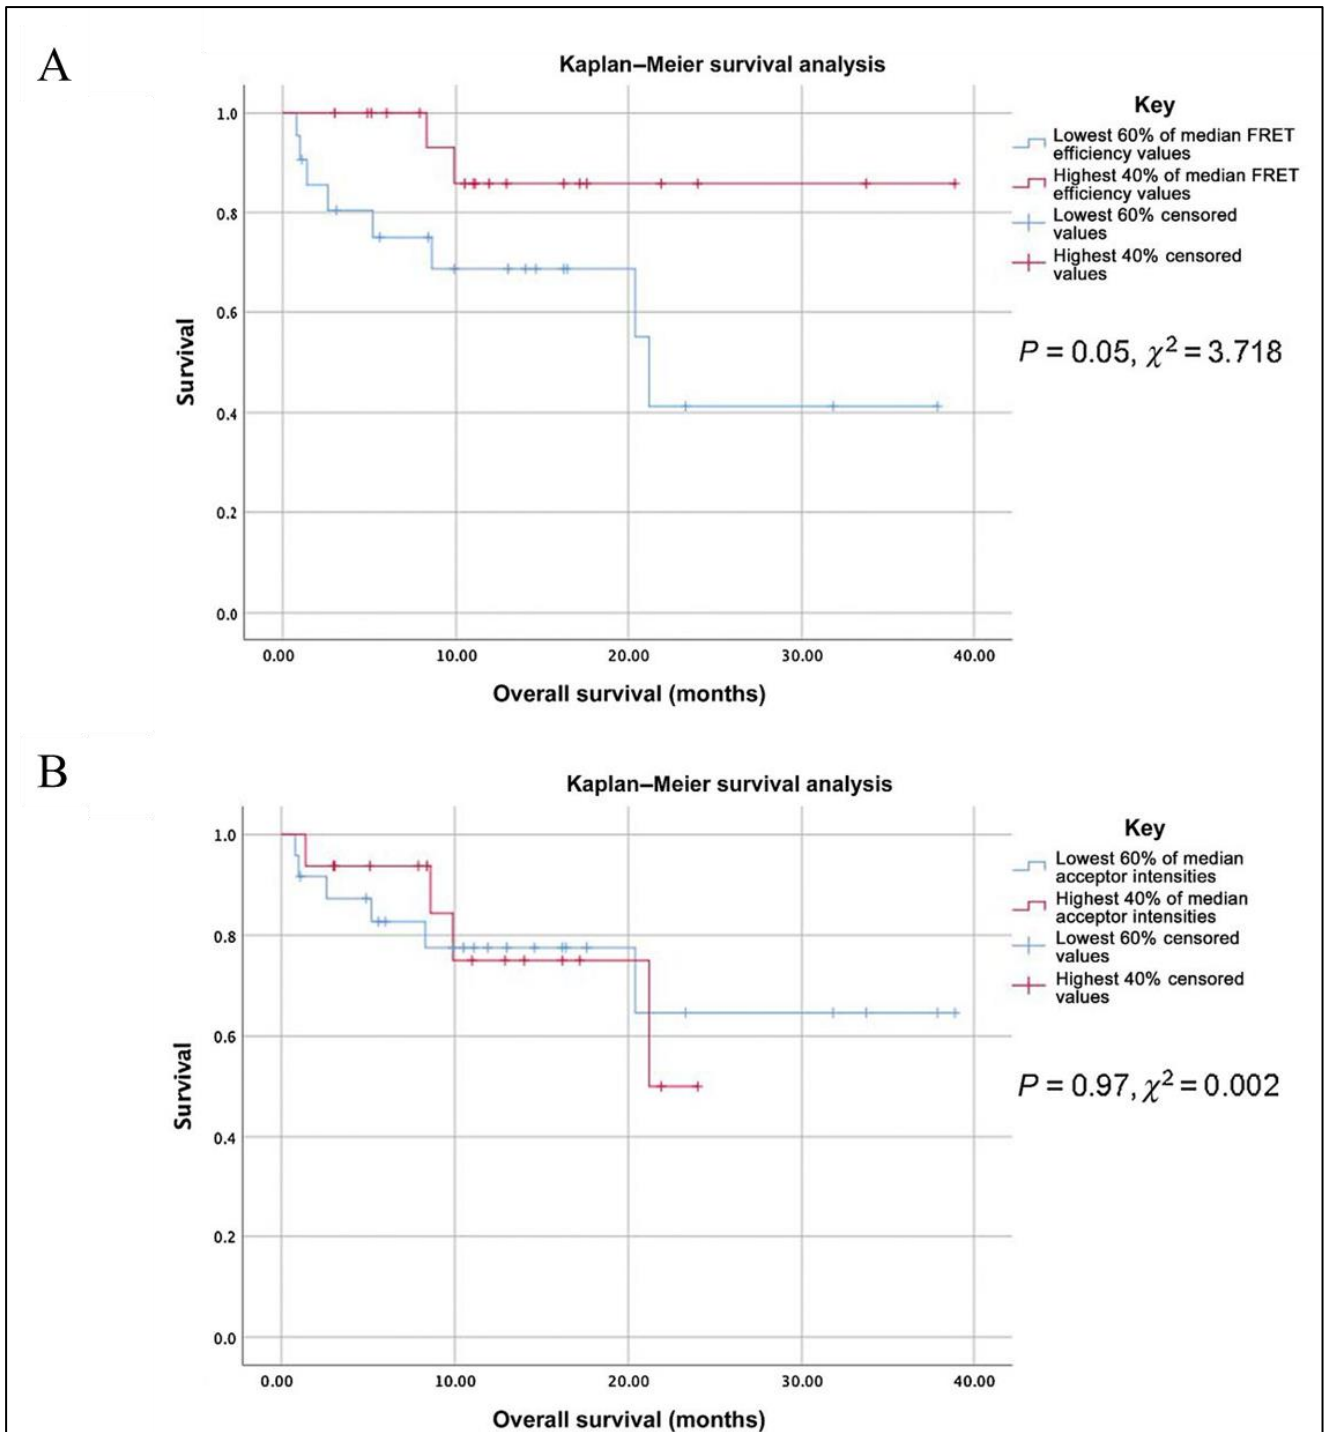 A
Kaplan–Meier survival analysis
Key
Lowest 60% of median FRET
efficiency values
Highest 40% of median FRET
efficiency values
Lowest 60% censored
values
Highest 40% censored
values
P = 0.05, χ² = 3.718
1.0
0.8
0.6
0.4
0.2
0.0
Survival
0.00 10.00 20.00 30.00 40.00
Overall survival (months)
B
Kaplan–Meier survival analysis
Key
Lowest 60% of median
acceptor intensities
Highest 40% of median
acceptor intensities
Lowest 60% censored
values
Highest 40% censored
values
P = 0.97, χ² = 0.002
1.0
0.8
0.6
0.4
0.2
0.0
Survival
0.00 10.00 20.00 30.00 40.00
Overall survival (months)